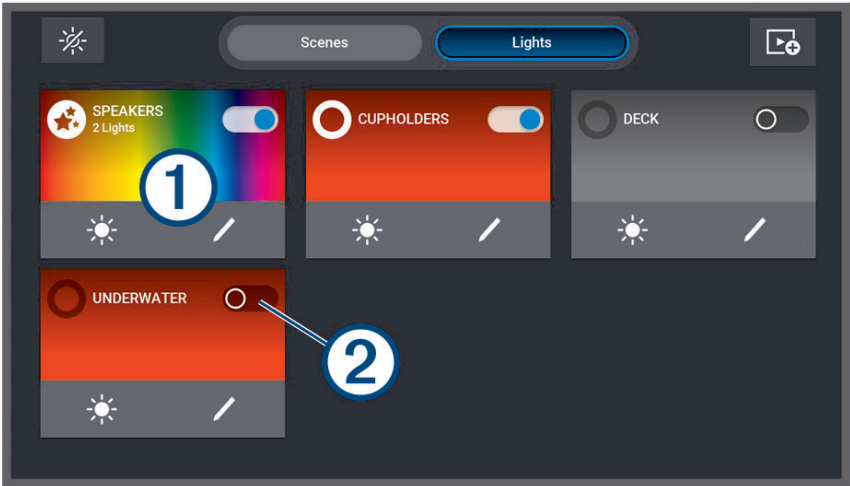 Scenes
Lights
SPEAKERS
2 Lights
CUPHOLDERS
DECK
1
UNDERWATER
2